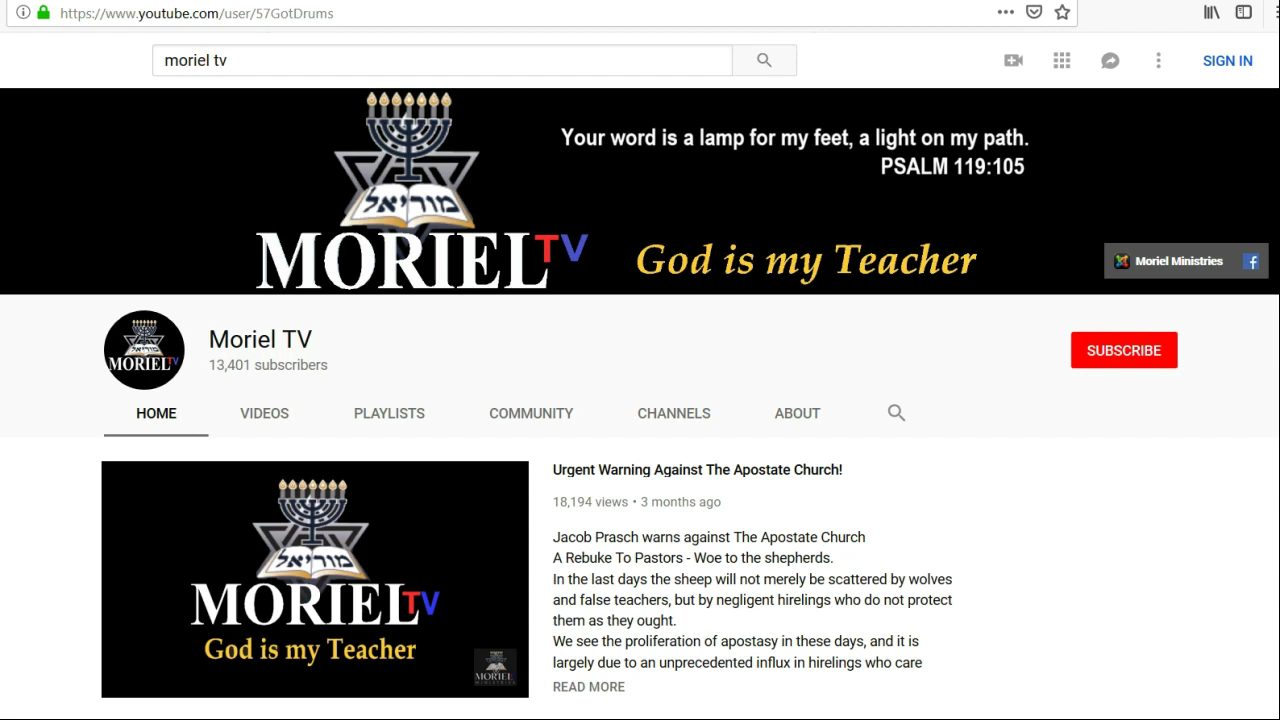 https://www.youtube.com/user/57GotDrums
moriel tv
SIGN IN
Your word is a lamp for my feet, a light on my path.
PSALM 119:105
מוריאל
MORIELTV
God is my Teacher
Moriel Ministries
MORIELTV
Moriel TV
13,401 subscribers
SUBSCRIBE
HOME VIDEOS PLAYLISTS COMMUNITY CHANNELS ABOUT
מוריאל
MORIELTV
God is my Teacher
MORIEL
MINISTRIES
Urgent Warning Against The Apostate Church!
18,194 views • 3 months ago
Jacob Prasch warns against The Apostate Church
A Rebuke To Pastors - Woe to the shepherds.
In the last days the sheep will not merely be scattered by wolves
and false teachers, but by negligent hirelings who do not protect
them as they ought.
We see the proliferation of apostasy in these days, and it is
largely due to an unprecedented influx in hirelings who care
READ MORE